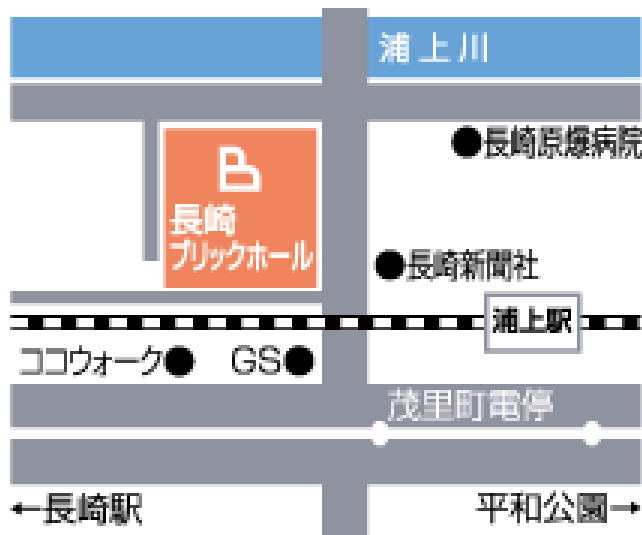 浦上川
●長崎原爆病院
B
長崎
ブリックホール
●長崎新聞社
浦上駅
ココウォーク● GS●
茂里町電停
←長崎駅
平和公園→